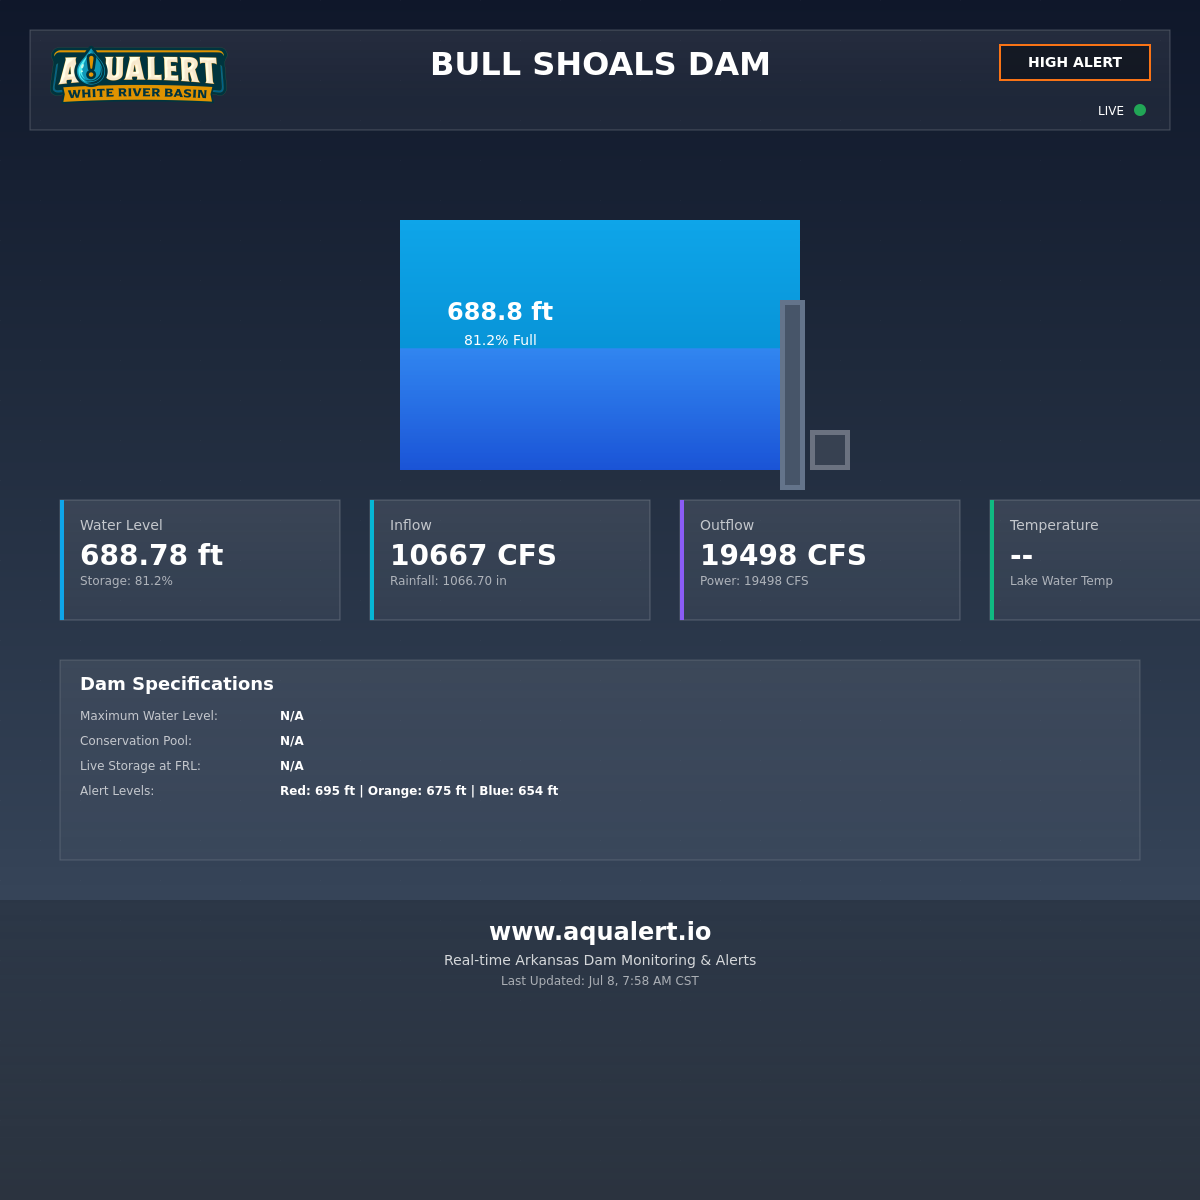 AQUALERT
WHITE RIVER BASIN
BULL SHOALS DAM
HIGH ALERT
LIVE
688.8 ft
81.2% Full
Water Level
688.78 ft
Storage: 81.2%
Inflow
10667 CFS
Rainfall: 1066.70 in
Outflow
19498 CFS
Power: 19498 CFS
Temperature
--
Lake Water Temp
Dam Specifications
Maximum Water Level: N/A
Conservation Pool: N/A
Live Storage at FRL: N/A
Alert Levels: Red: 695 ft | Orange: 675 ft | Blue: 654 ft
www.aqualert.io
Real-time Arkansas Dam Monitoring & Alerts
Last Updated: Jul 8, 7:58 AM CST